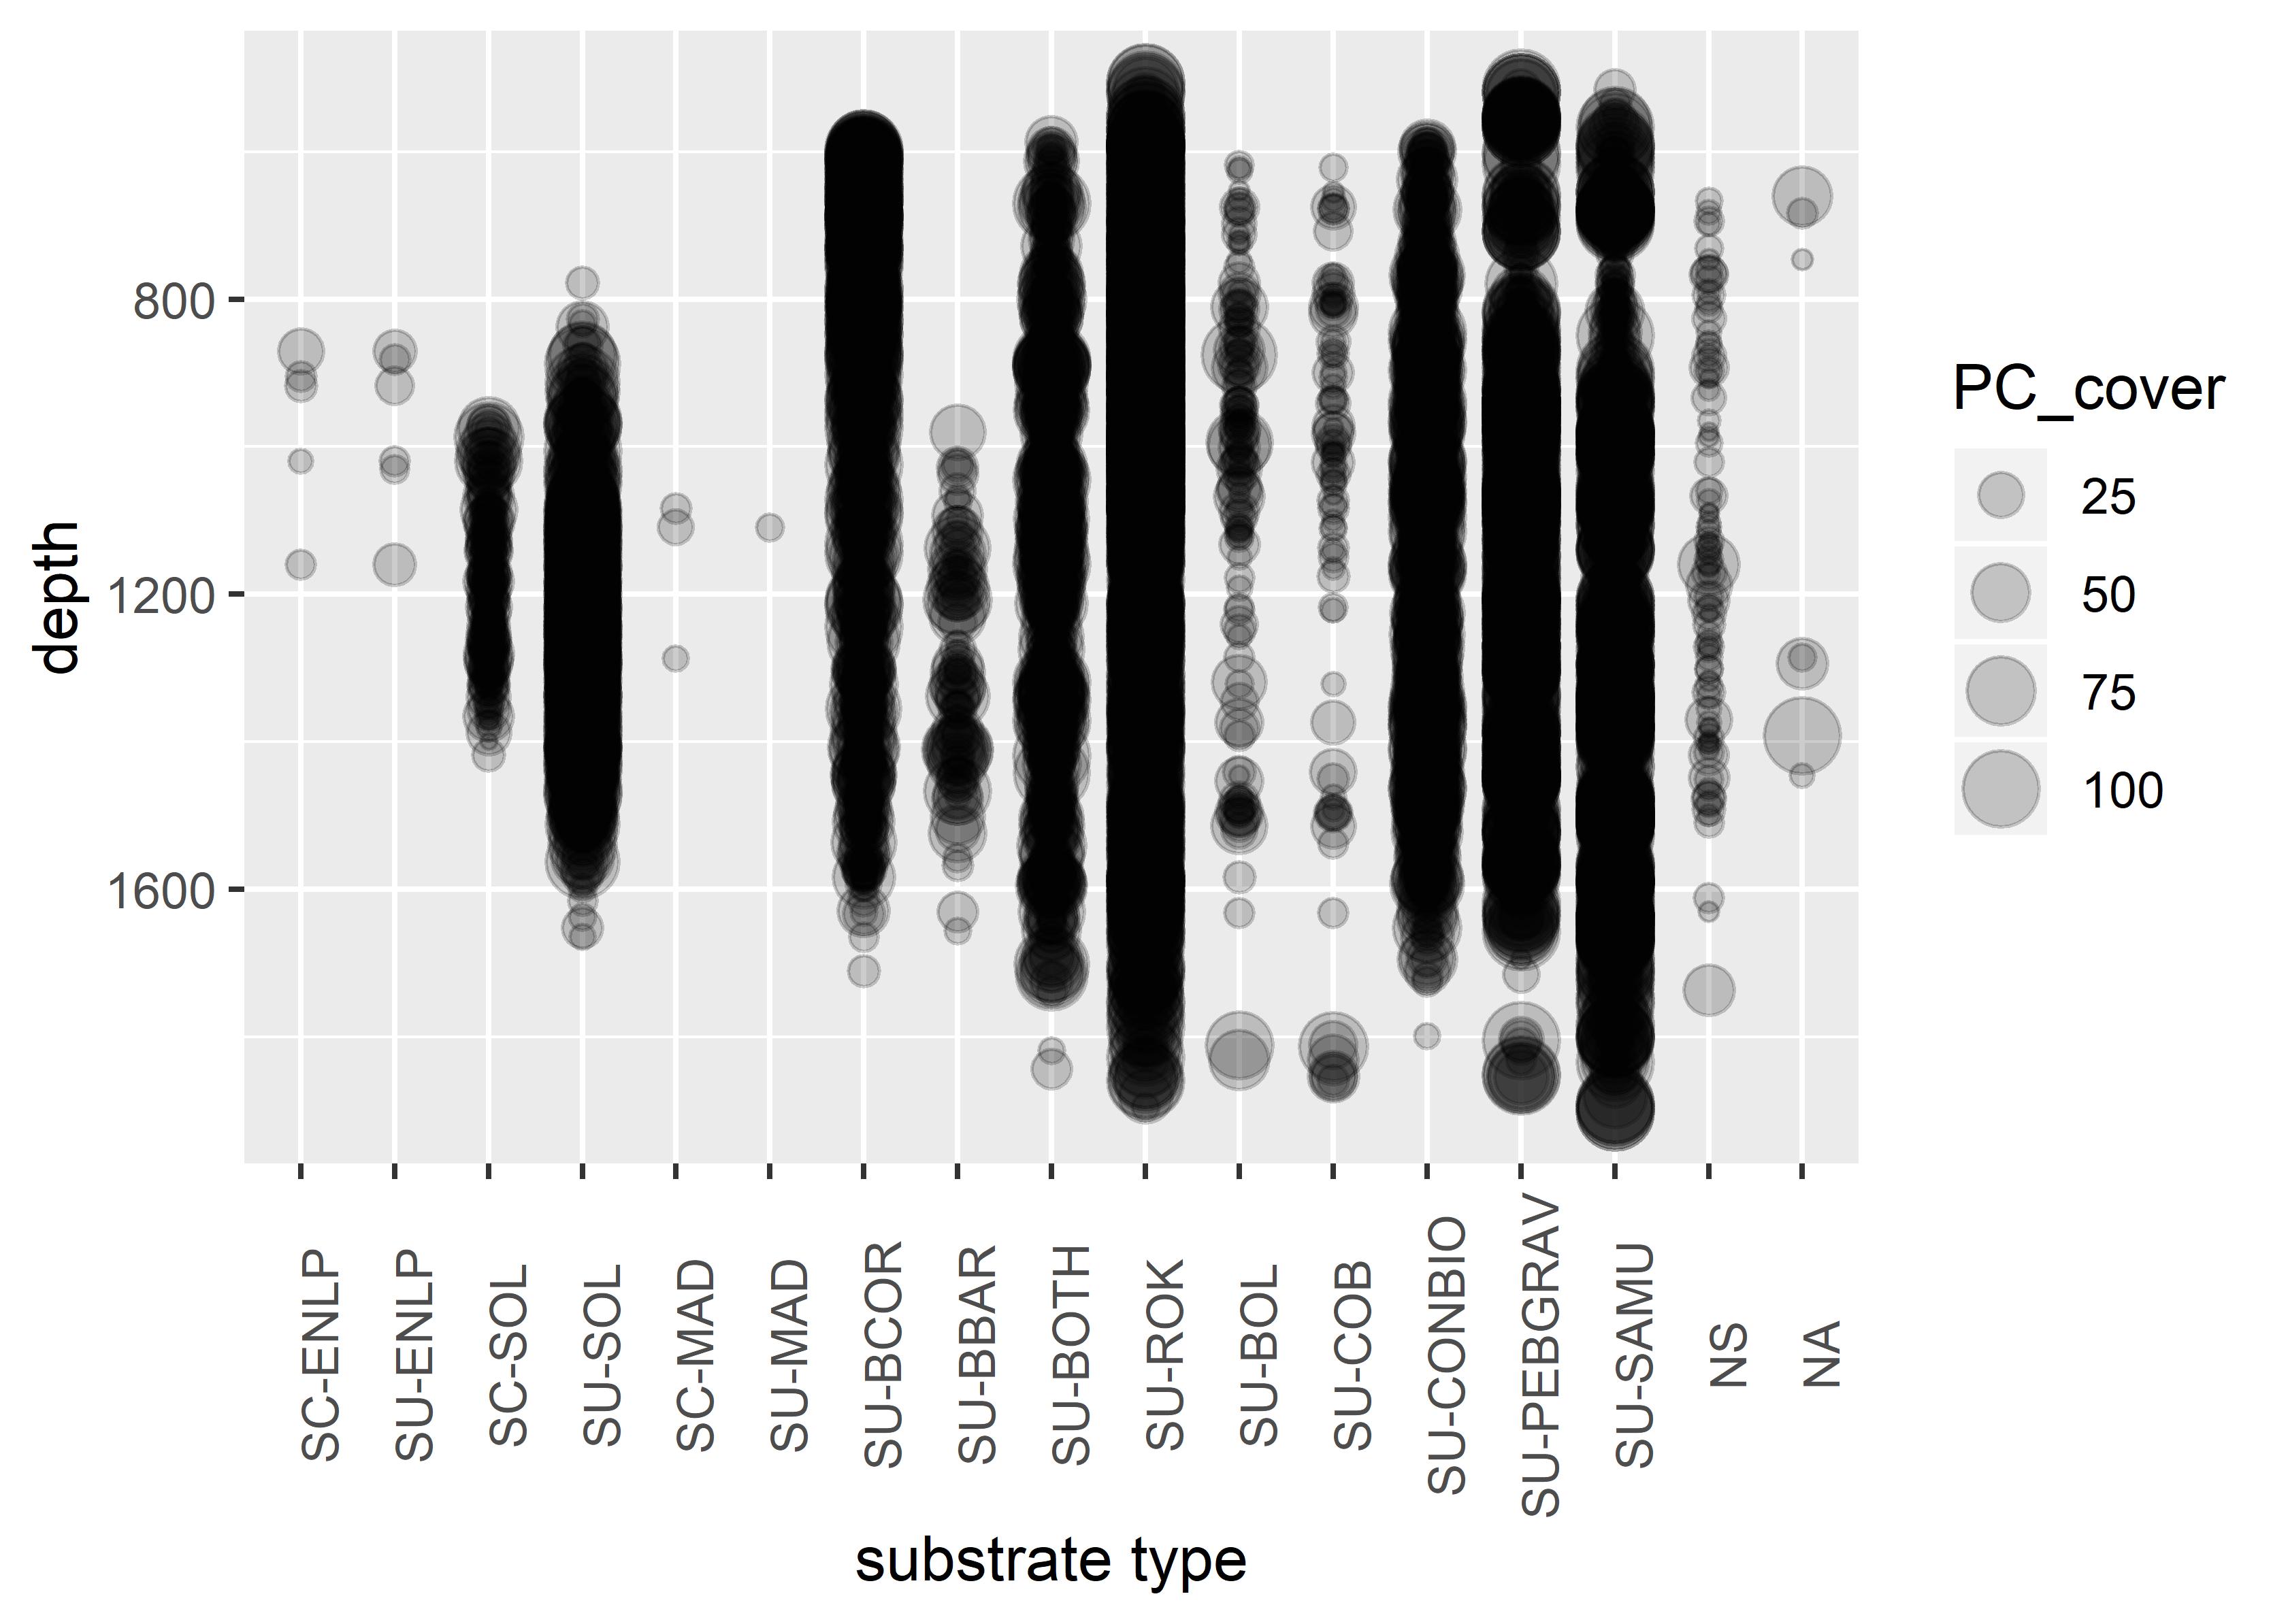 depth
800
1200
1600
SC-ENLP
SU-ENLP
SC-SOL
SU-SOL
SC-MAD
SU-MAD
SU-BCOR
SU-BBAR
SU-BOTH
SU-ROK
SU-BOL
SU-COB
SU-CONBIO
SU-PEBGRAV
SU-SAMU
NS
NA
substrate type
PC_cover
25
50
75
100